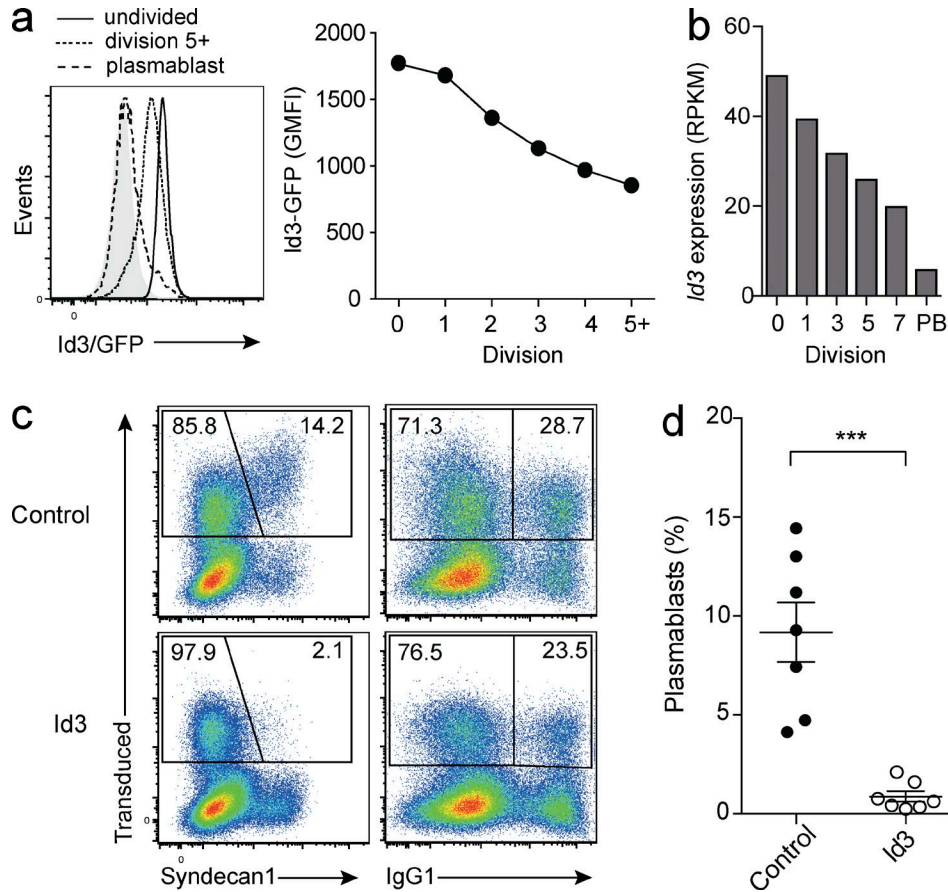 a
undivided
division 5+
plasmablast
Events
0
0
Id3/GFP
Id3-GFP (GMFI)
2000
1500
1000
500
0
0 1 2 3 4 5+
Division
b
Id3 expression (RPKM)
60
40
20
0
0 1 3 5 7 PB
Division
c
Control
85.8 14.2
71.3 28.7
Id3
97.9 2.1
76.5 23.5
Transduced
0
0
Syndecan1
IgG1
d
Plasmablasts (%)
20
15
10
5
0
***
Control
Id3